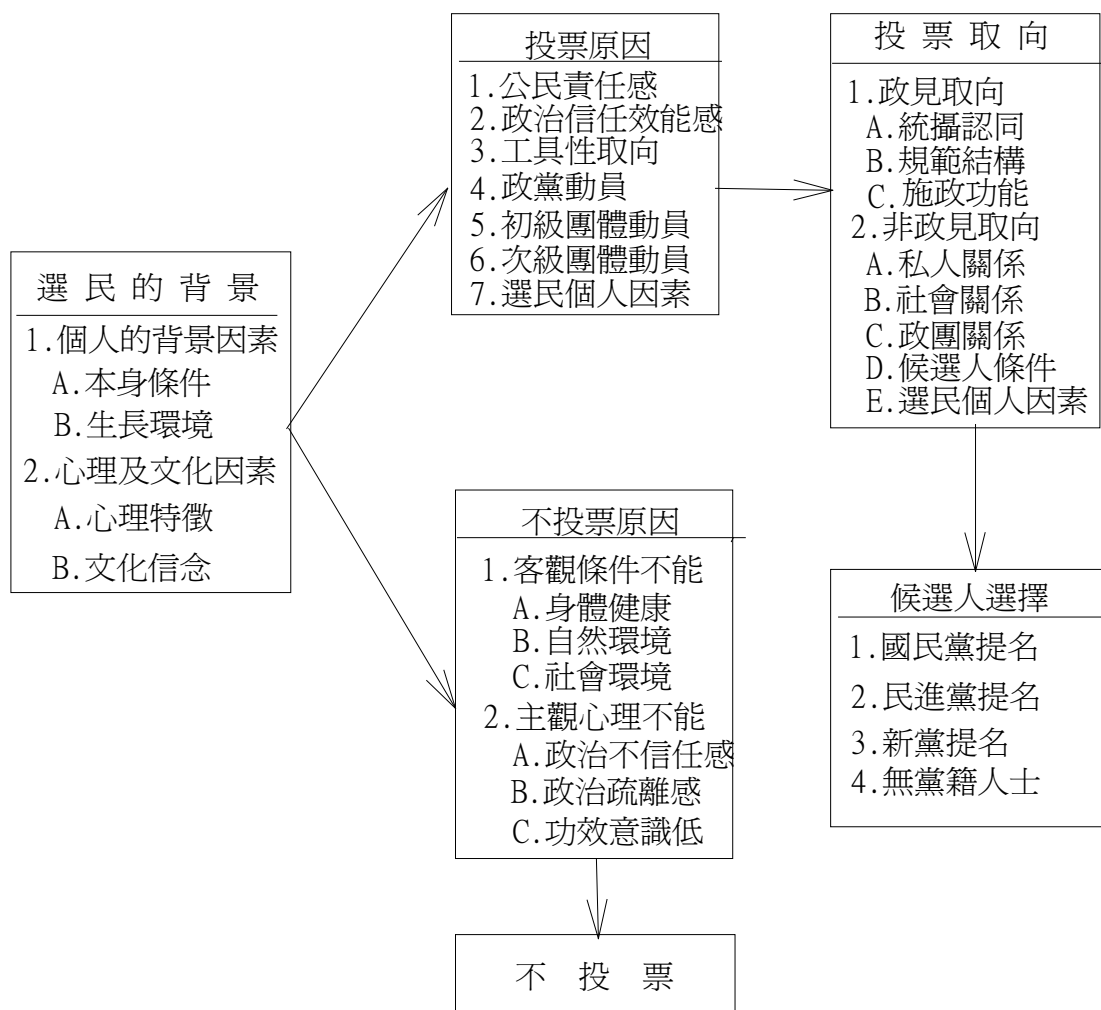 選民的背景
1.個人的背景因素
A.本身條件
B.生長環境
2.心理及文化因素
A.心理特徵
B.文化信念
投票原因
1.公民責任感
2.政治信任效能感
3.工具性取向
4.政黨動員
5.初級團體動員
6.次級團體動員
7.選民個人因素
投票取向
1.政見取向
A.統攝認同
B.規範結構
C.施政功能
2.非政見取向
A.私人關係
B.社會關係
C.政團關係
D.候選人條件
E.選民個人因素
不投票原因
1.客觀條件不能
A.身體健康
B.自然環境
C.社會環境
2.主觀心理不能
A.政治不信任感
B.政治疏離感
C.功效意識低
候選人選擇
1.國民黨提名
2.民進黨提名
3.新黨提名
4.無黨籍人士
不投票